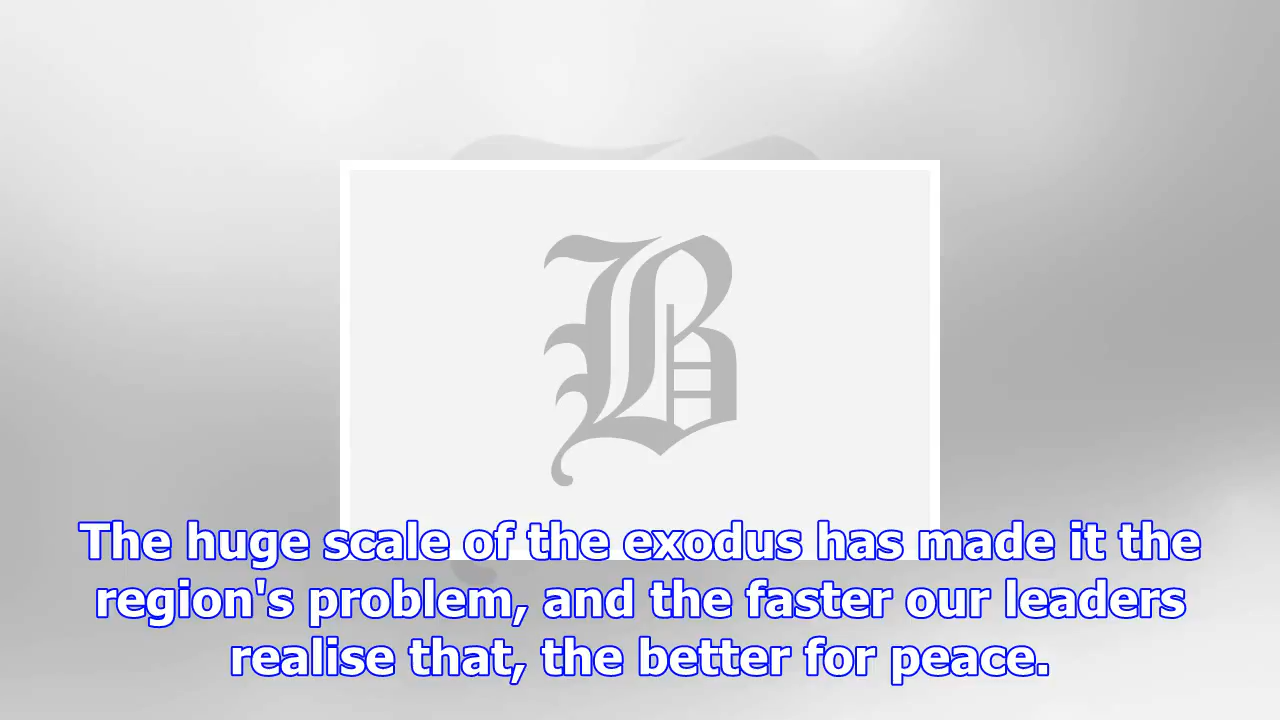 B
The huge scale of the exodus has made it the
region's problem, and the faster our leaders
realise that, the better for peace.